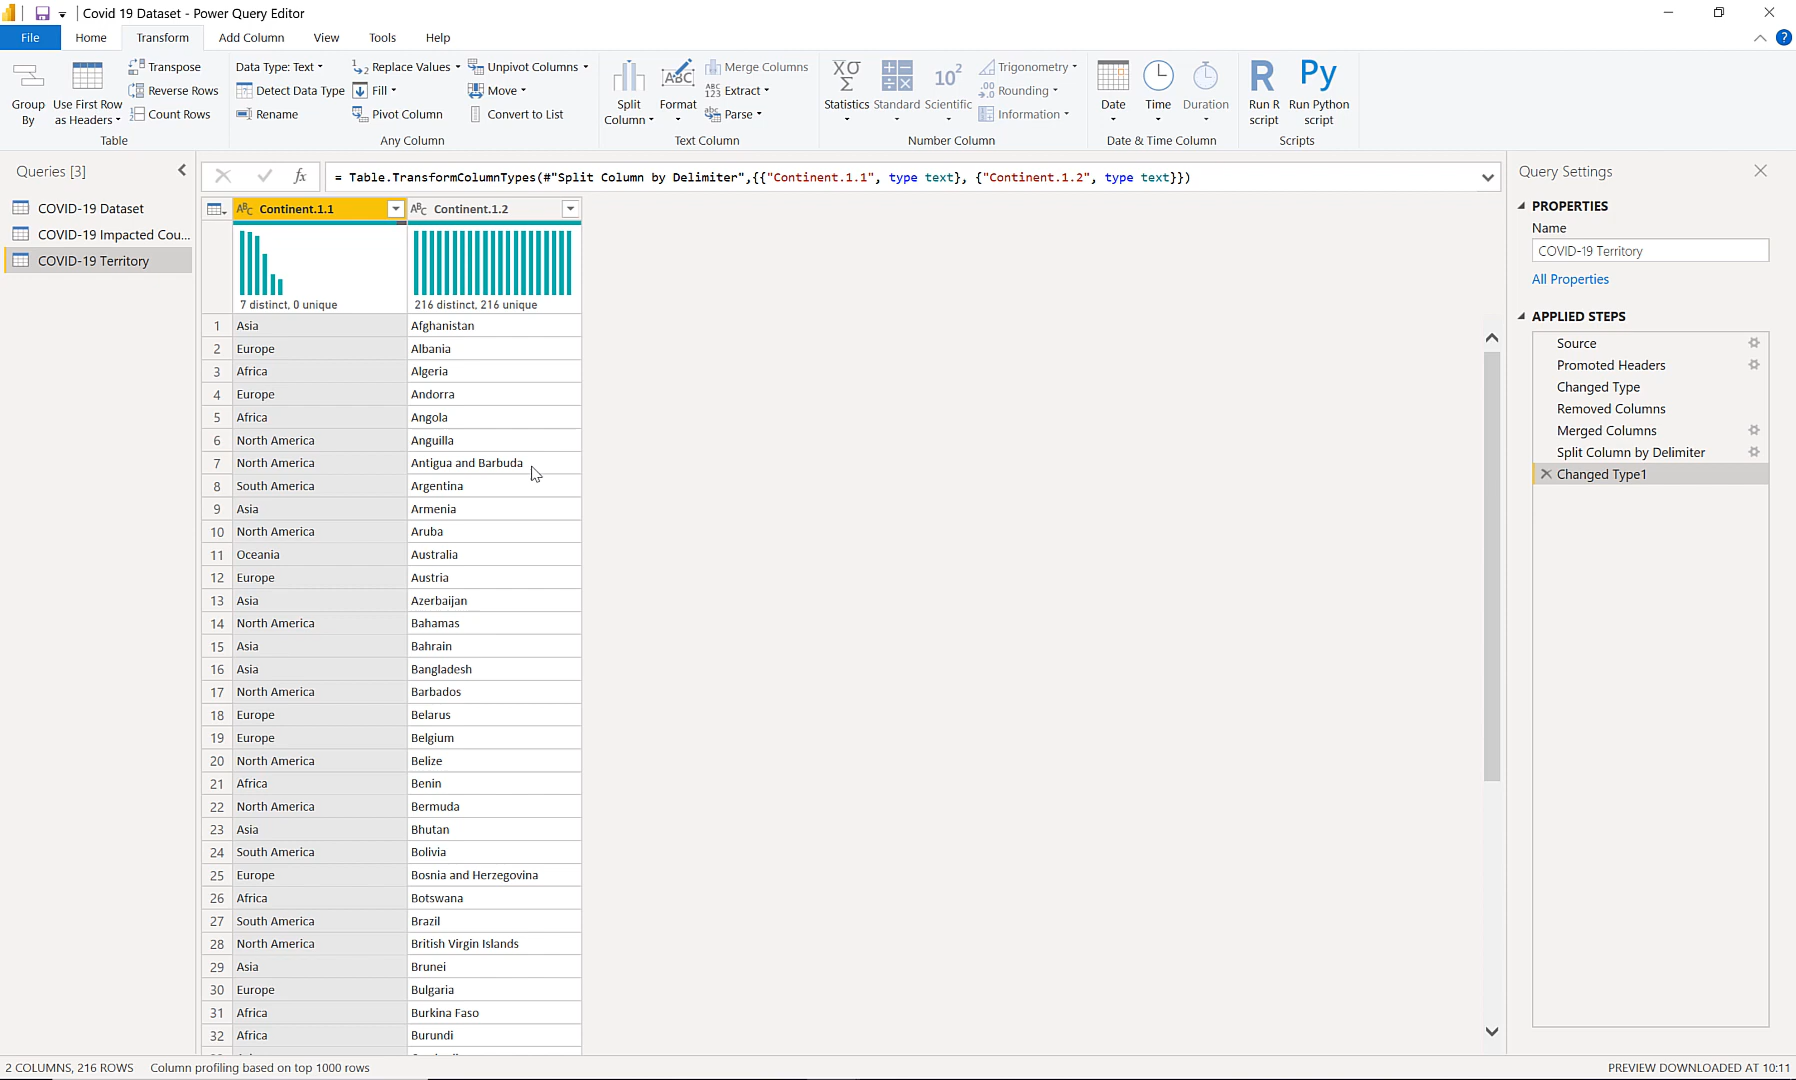 Covid 19 Dataset - Power Query Editor
File Home Transform Add Column View Tools Help
Group By
Use First Row as Headers
Transpose
Reverse Rows
Count Rows
Table
Data Type: Text
Detect Data Type
Rename
Replace Values
Fill
Pivot Column
Unpivot Columns
Move
Convert to List
Any Column
Split Column
Format
Merge Columns
Extract
Parse
Text Column
Statistics
Standard
Scientific
Trigonometry
Rounding
Information
Number Column
Date
Time
Duration
Date & Time Column
Run R script
Run Python script
Scripts
Queries [3]
COVID-19 Dataset
COVID-19 Impacted Cou...
COVID-19 Territory
fx = Table.TransformColumnTypes(#"Split Column by Delimiter",{{"Continent.1.1", type text}, {"Continent.1.2", type text}})
Continent.1.1 Continent.1.2
7 distinct, 0 unique 216 distinct, 216 unique
1 Asia Afghanistan
2 Europe Albania
3 Africa Algeria
4 Europe Andorra
5 Africa Angola
6 North America Anguilla
7 North America Antigua and Barbuda
8 South America Argentina
9 Asia Armenia
10 North America Aruba
11 Oceania Australia
12 Europe Austria
13 Asia Azerbaijan
14 North America Bahamas
15 Asia Bahrain
16 Asia Bangladesh
17 North America Barbados
18 Europe Belarus
19 Europe Belgium
20 North America Belize
21 Africa Benin
22 North America Bermuda
23 Asia Bhutan
24 South America Bolivia
25 Europe Bosnia and Herzegovina
26 Africa Botswana
27 South America Brazil
28 North America British Virgin Islands
29 Asia Brunei
30 Europe Bulgaria
31 Africa Burkina Faso
32 Africa Burundi
Query Settings
PROPERTIES
Name
COVID-19 Territory
All Properties
APPLIED STEPS
Source
Promoted Headers
Changed Type
Removed Columns
Merged Columns
Split Column by Delimiter
Changed Type1
2 COLUMNS, 216 ROWS Column profiling based on top 1000 rows
PREVIEW DOWNLOADED AT 10:11